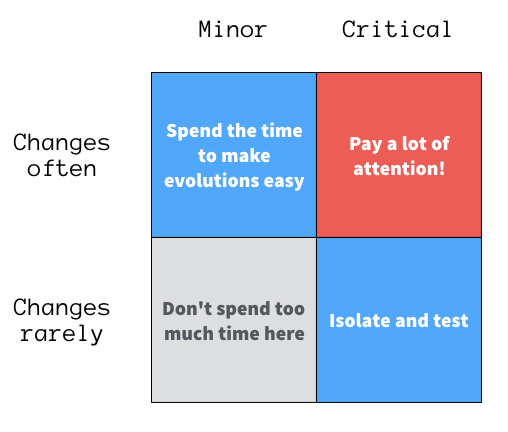 Minor
Critical
Changes
often
Spend the time
to make
evolutions easy
Pay a lot of
attention!
Changes
rarely
Don't spend too
much time here
Isolate and test